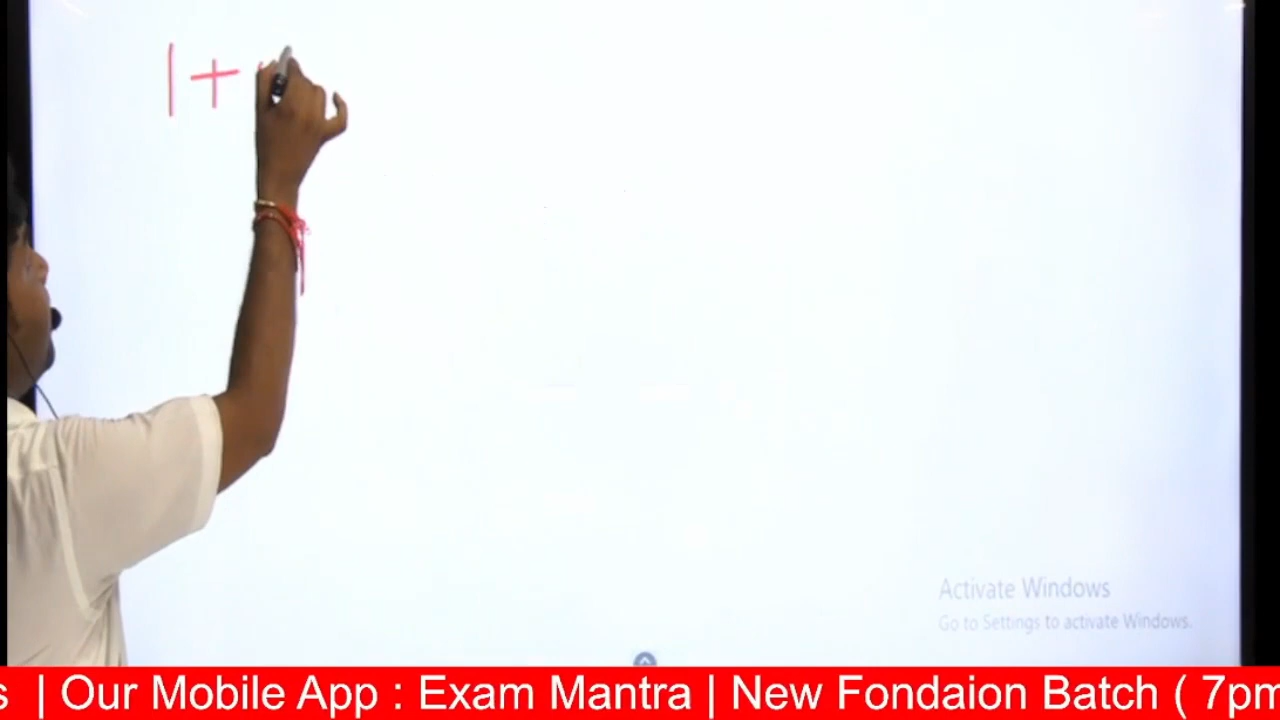 1+
Activate Windows
Go to Settings to activate Windows.
s | Our Mobile App : Exam Mantra | New Fondaion Batch ( 7pm